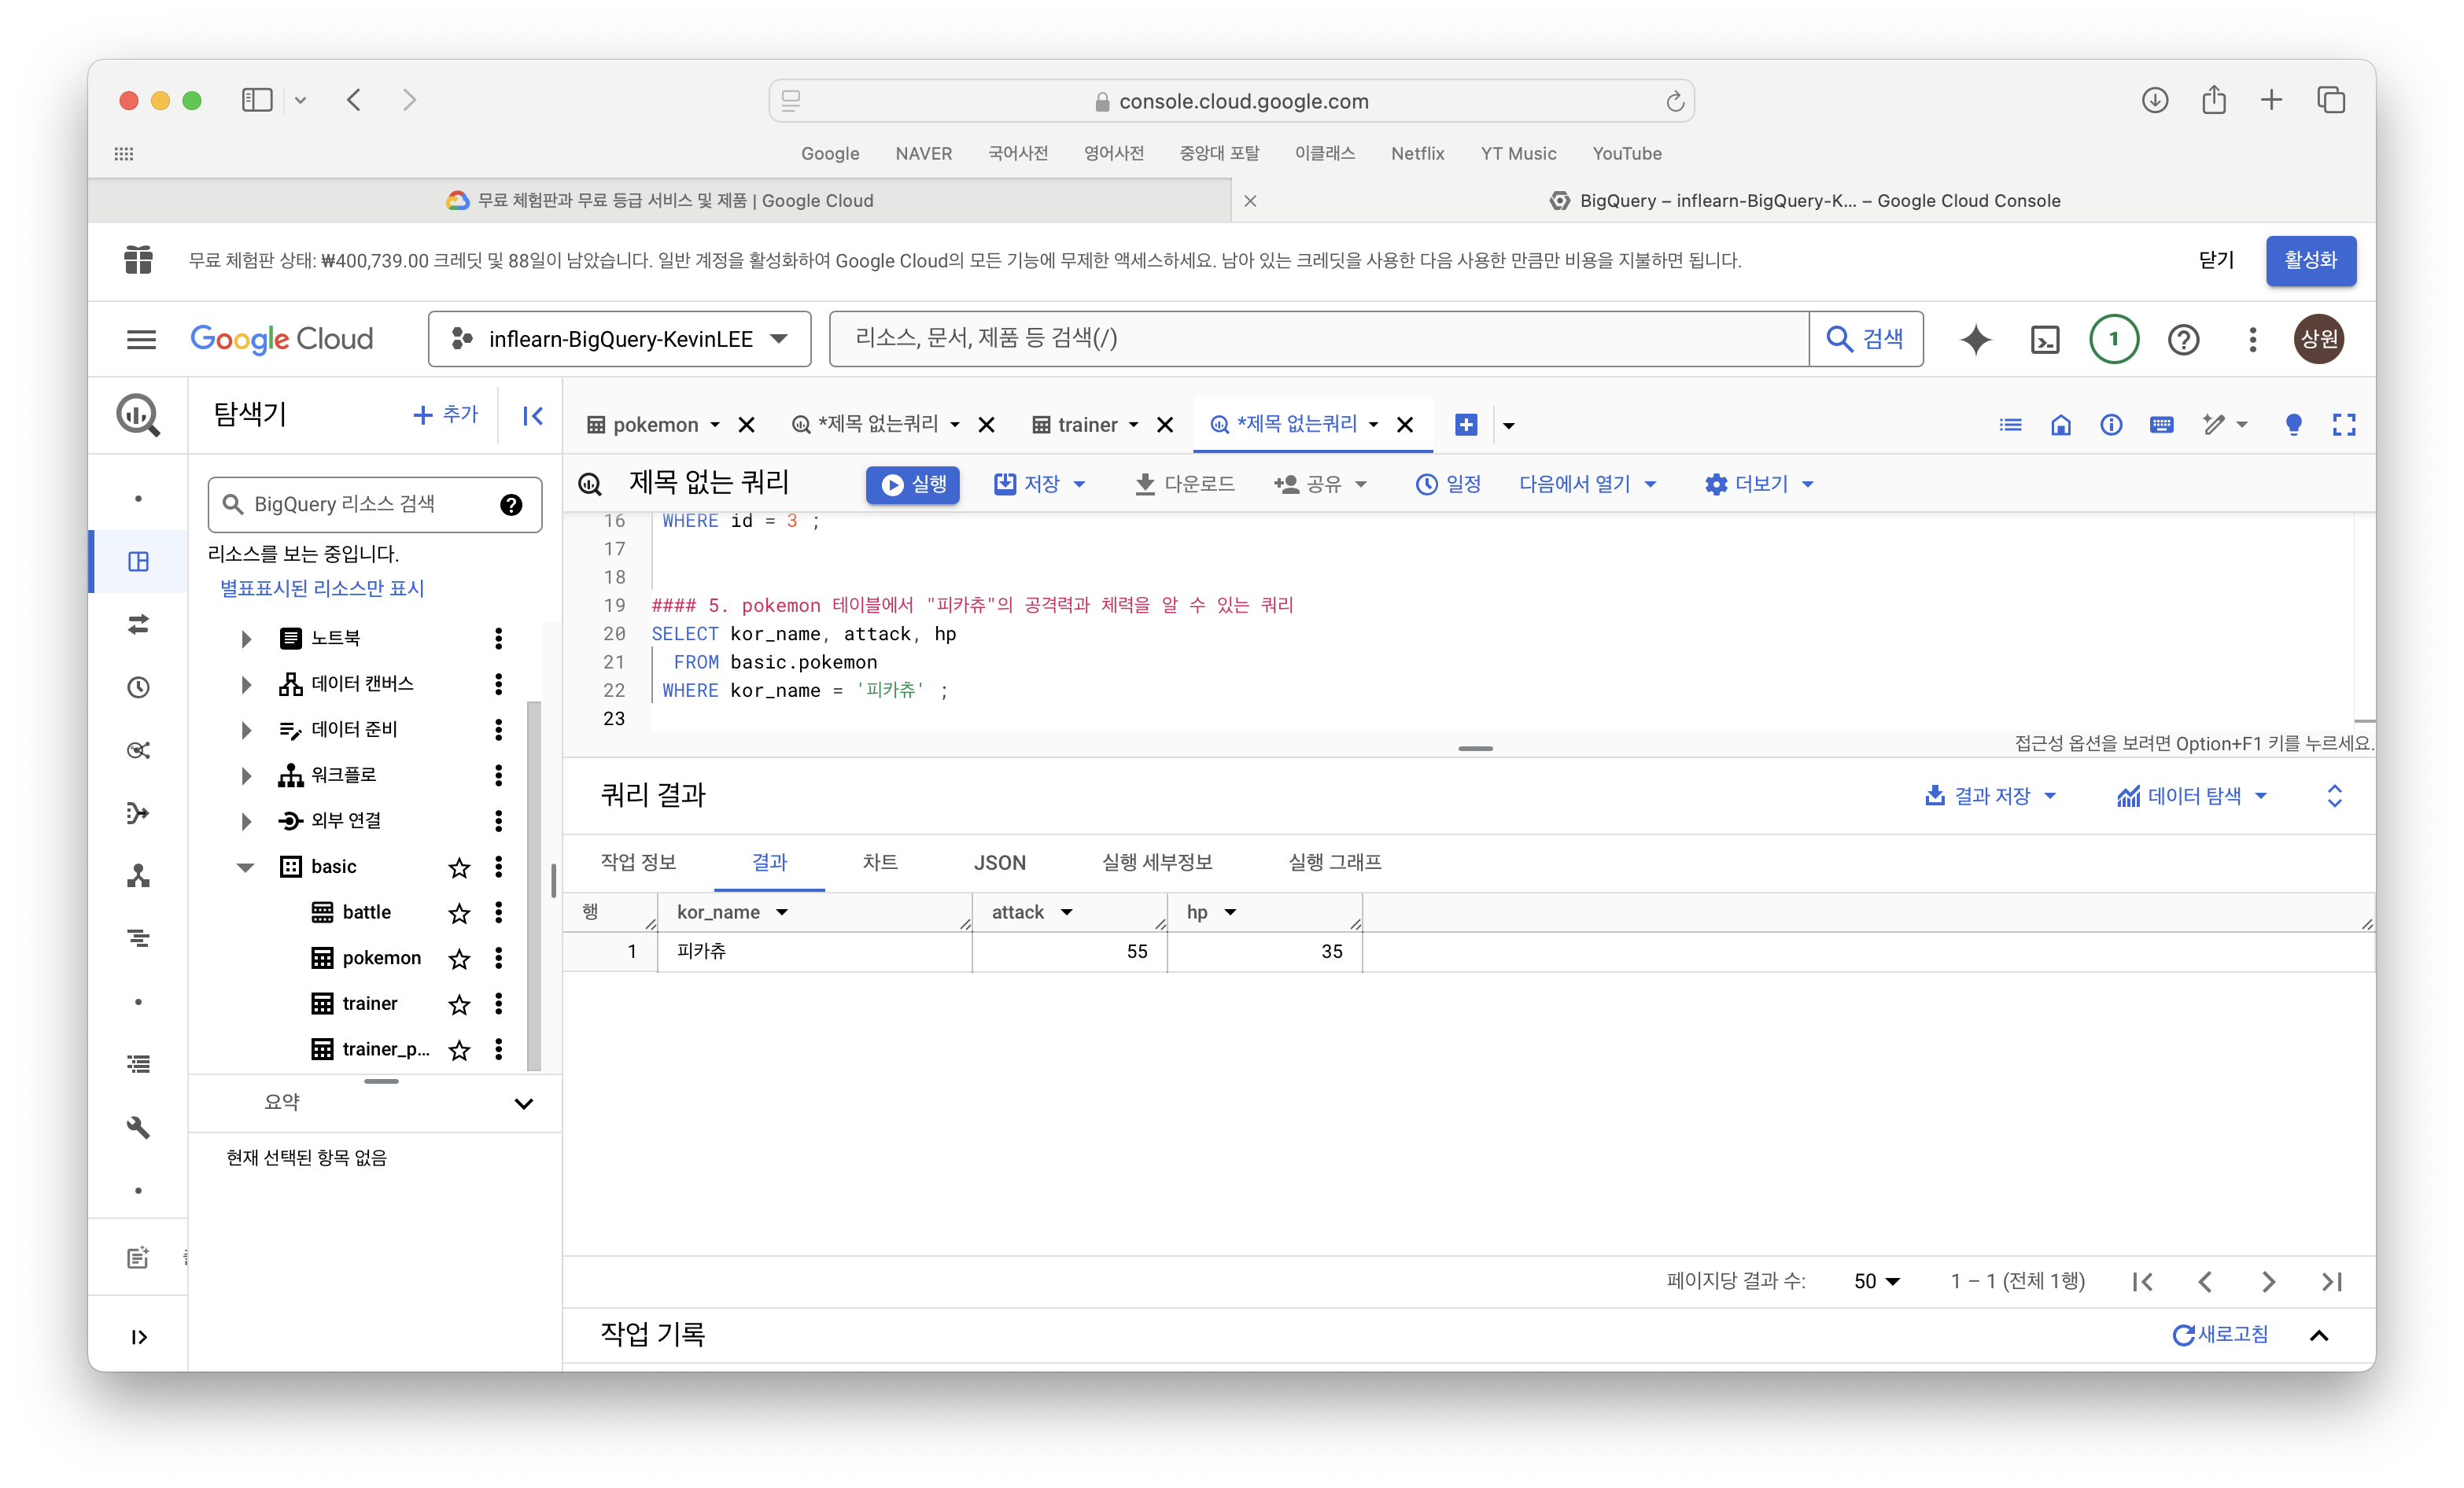 console.cloud.google.com
Google NAVER 국어사전 영어사전 중앙대 포탈 이클래스 Netflix YT Music YouTube
무료 체험판과 무료 등급 서비스 및 제품 | Google Cloud
BigQuery – inflearn-BigQuery-K... – Google Cloud Console
무료 체험판 상태: ₩400,739.00 크레딧 및 88일이 남았습니다. 일반 계정을 활성화하여 Google Cloud의 모든 기능에 무제한 액세스하세요. 남아 있는 크레딧을 사용한 다음 사용한 만큼만 비용을 지불하면 됩니다.
닫기
활성화
Google Cloud
inflearn-BigQuery-KevinLEE
리소스, 문서, 제품 등 검색(/)
검색
1
상원
탐색기
추가
BigQuery 리소스 검색
리소스를 보는 중입니다.
별표표시된 리소스만 표시
노트북
데이터 캔버스
데이터 준비
워크플로
외부 연결
basic
battle
pokemon
trainer
trainer_p...
요약
현재 선택된 항목 없음
pokemon
*제목 없는쿼리
trainer
*제목 없는쿼리
제목 없는 쿼리
실행
저장
다운로드
공유
일정
다음에서 열기
더보기
16 WHERE id = 3 ;
17
18
19 #### 5. pokemon 테이블에서 "피카츄"의 공격력과 체력을 알 수 있는 쿼리
20 SELECT kor_name, attack, hp
21 FROM basic.pokemon
22 WHERE kor_name = '피카츄' ;
23
접근성 옵션을 보려면 Option+F1 키를 누르세요.
쿼리 결과
결과 저장
데이터 탐색
작업 정보 결과 차트 JSON 실행 세부정보 실행 그래프
행 kor_name attack hp
1 피카츄 55 35
페이지당 결과 수: 50 1 – 1 (전체 1행)
작업 기록
새로고침